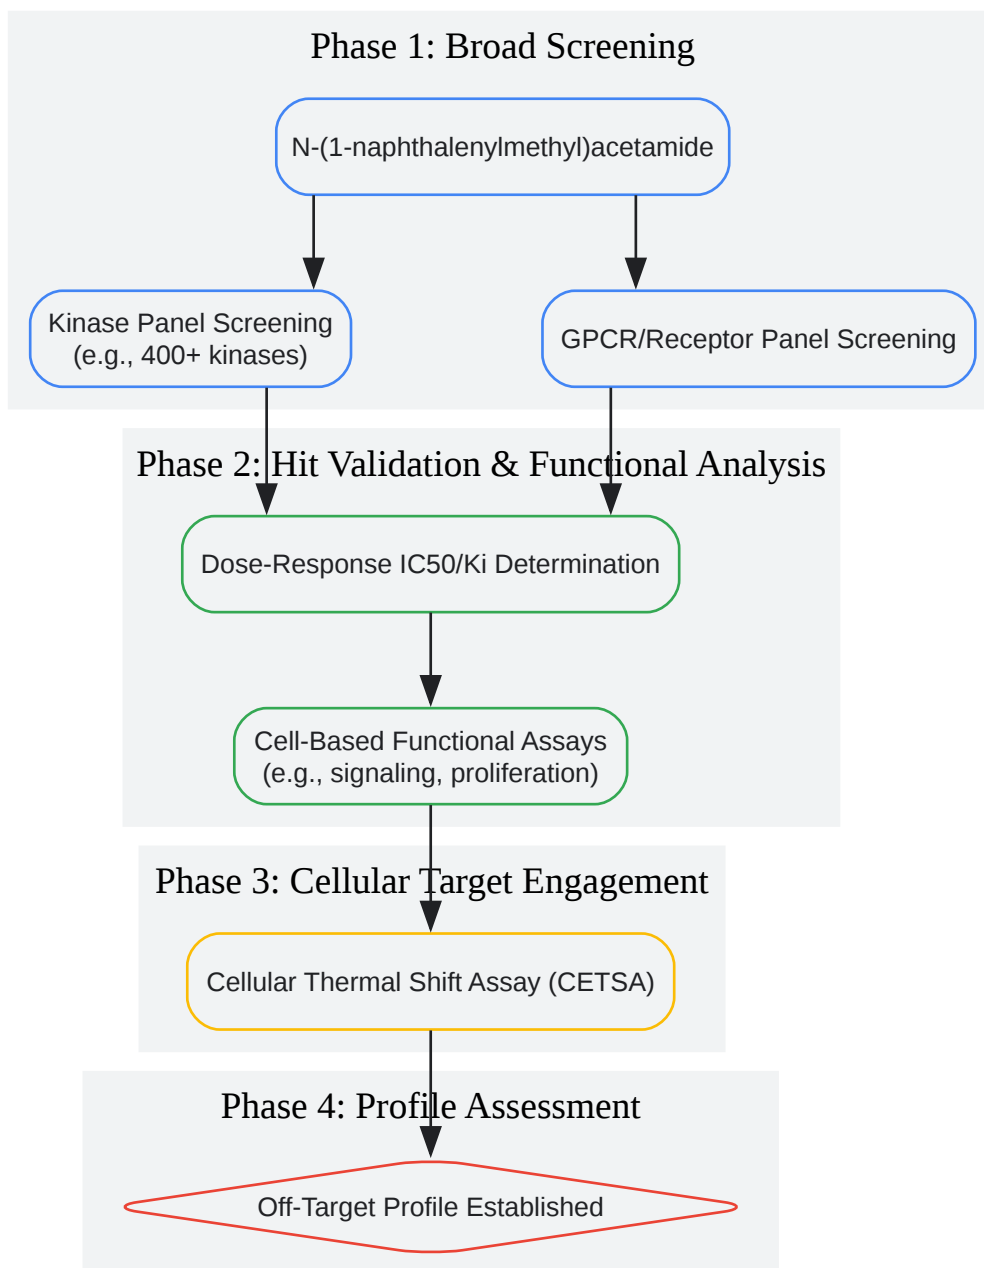 Phase 1: Broad Screening
N-(1-naphthalenylmethyl)acetamide
Kinase Panel Screening
(e.g., 400+ kinases)
GPCR/Receptor Panel Screening
Phase 2: Hit Validation & Functional Analysis
Dose-Response IC50/Ki Determination
Cell-Based Functional Assays
(e.g., signaling, proliferation)
Phase 3: Cellular Target Engagement
Cellular Thermal Shift Assay (CETSA)
Phase 4: Profile Assessment
Off-Target Profile Established